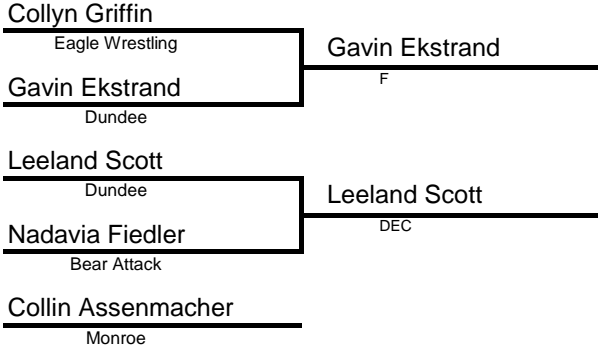 Collyn Griffin
Eagle Wrestling
Gavin Ekstrand
F
Gavin Ekstrand
Dundee
Leeland Scott
Dundee
Leeland Scott
DEC
Nadavia Fiedler
Bear Attack
Collin Assenmacher
Monroe